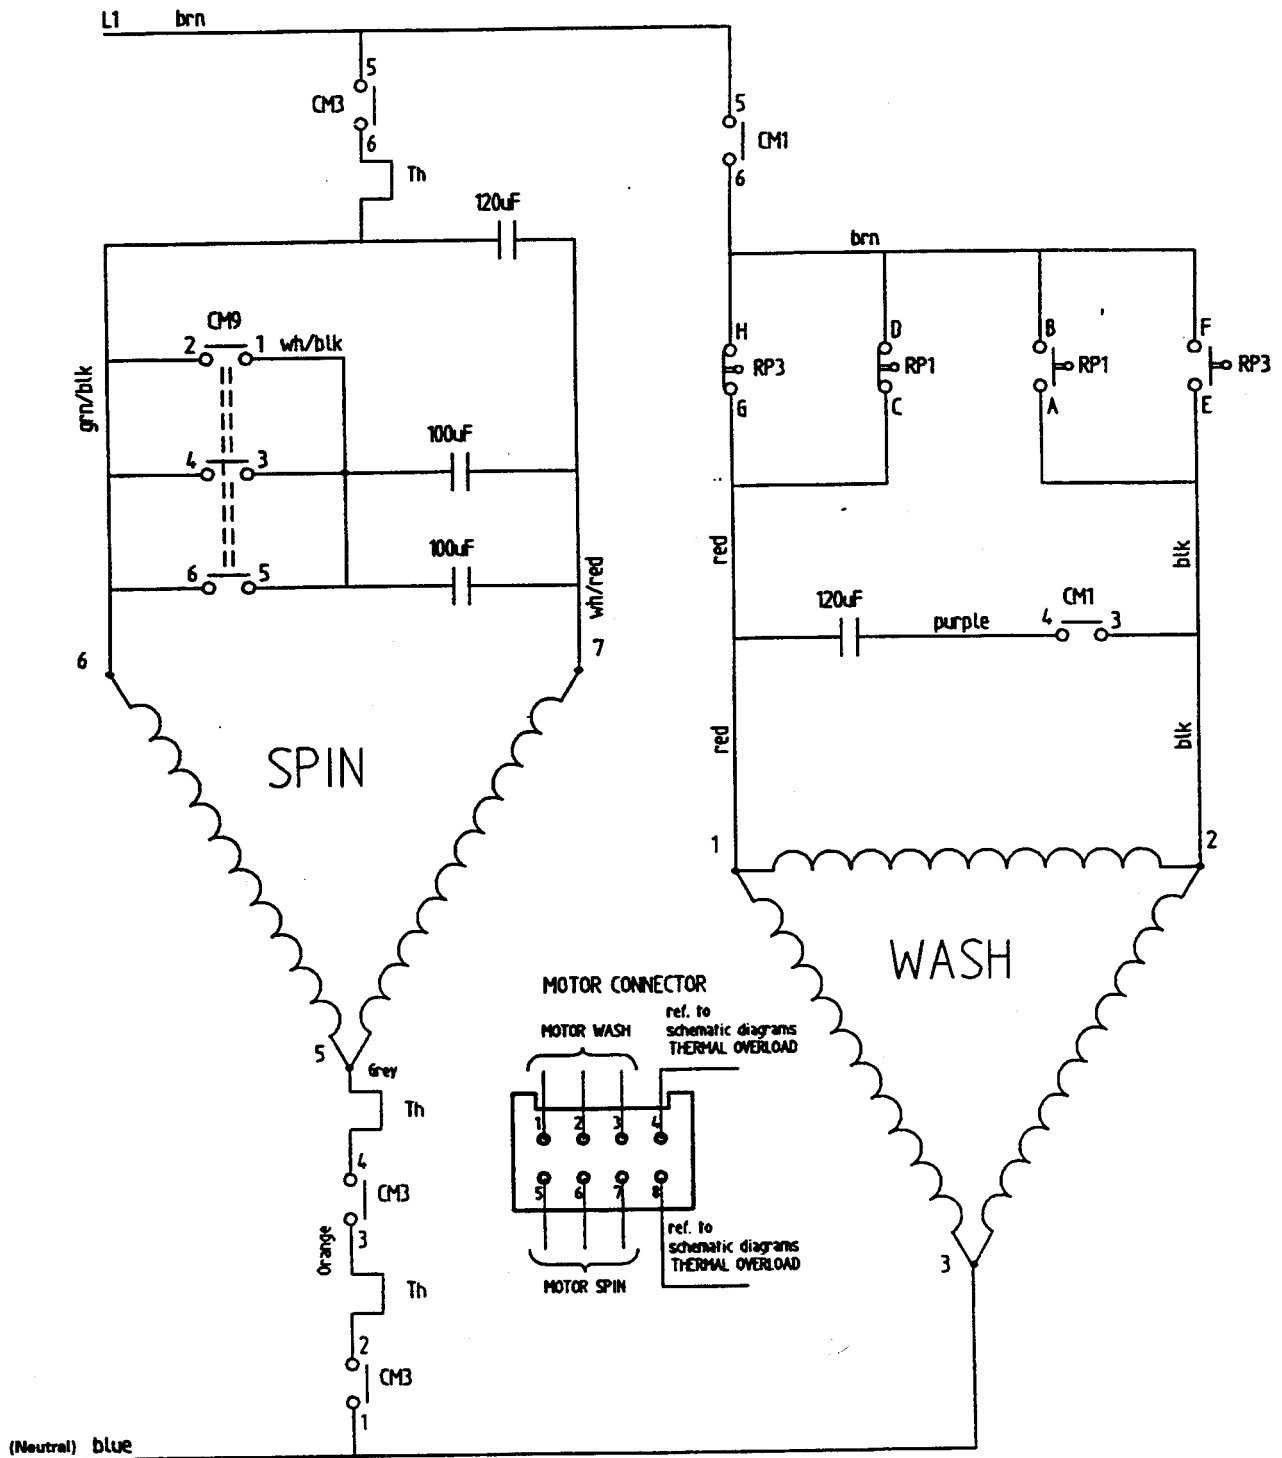 L1 brn
5
CM3
6
Th
120uF
5
CM1
6
brn
CM9
2 1 wh/blk
grn/blk
4 3
100uF
6 5
100uF
wh/red
6
7
SPIN
5
Grey
Th
4
CM3
3
Orange
Th
2
CM3
1
(Neutral) blue
H
RP3
G
D
RP1
C
B
RP1
A
F
RP3
E
red
blk
120uF
purple
CM1
4 3
red
blk
1
2
WASH
3
MOTOR CONNECTOR
MOTOR WASH
ref. to
schematic diagrams
THERMAL OVERLOAD
1 2 3 4
5 6 7 8
MOTOR SPIN
ref. to
schematic diagrams
THERMAL OVERLOAD